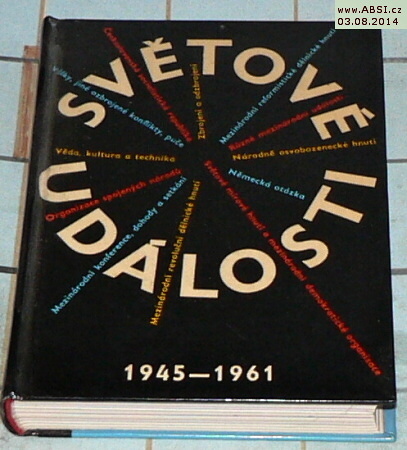 www.ABSI.cz
03.08.2014
SVĚTOVÉ
UDÁLOSTI
Československá socialistická republika
Zbrojení a odzbrojení
Mezinárodní reformistické dělnické hnutí
Různé mezinárodní události
Národně osvobozenecké hnutí
Německá otázka
Světové mírové hnutí a mezinárodní demokratické organisace
Mezinárodní revoluční dělnické hnutí
Mezinárodní konference, dohody a setkání
Organizace spojených národů
Věda, kultura a technika
Války, jiné ozbrojené konflikty, puče
1945—1961